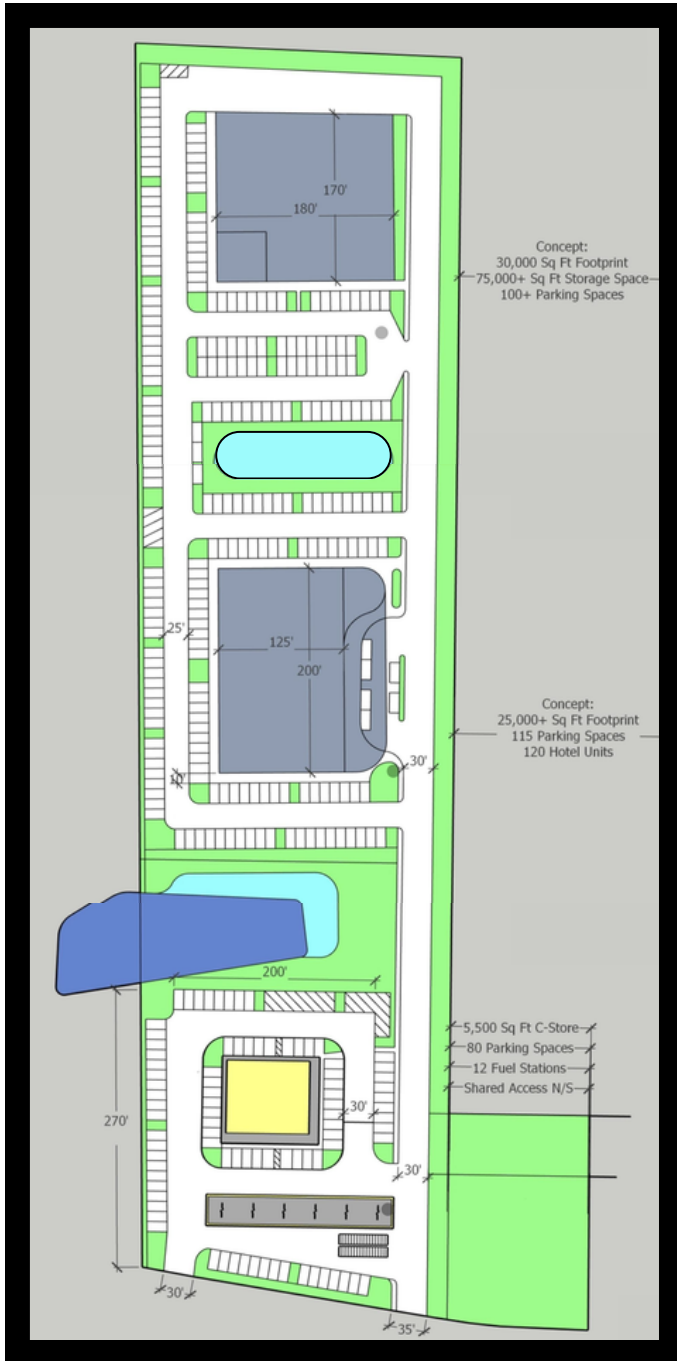 170'
180'
Concept:
30,000 Sq Ft Footprint
75,000+ Sq Ft Storage Space
100+ Parking Spaces
25'
125'
200'
Concept:
25,000+ Sq Ft Footprint
115 Parking Spaces
120 Hotel Units
30'
10'
200'
5,500 Sq Ft C-Store
80 Parking Spaces
12 Fuel Stations
Shared Access N/S
30'
270'
30'
30'
35'